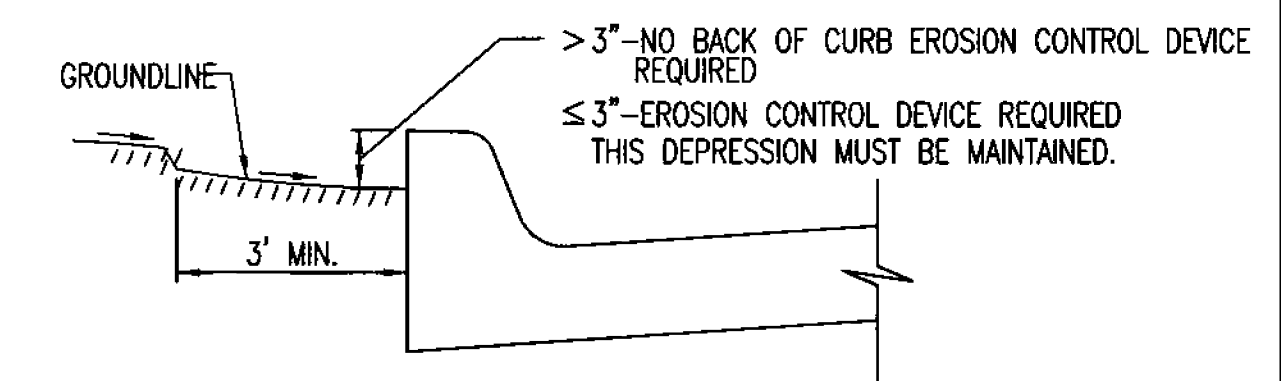 >3"-NO BACK OF CURB EROSION CONTROL DEVICE
REQUIRED
GROUNDLINE
≤3"-EROSION CONTROL DEVICE REQUIRED
THIS DEPRESSION MUST BE MAINTAINED.
3' MIN.